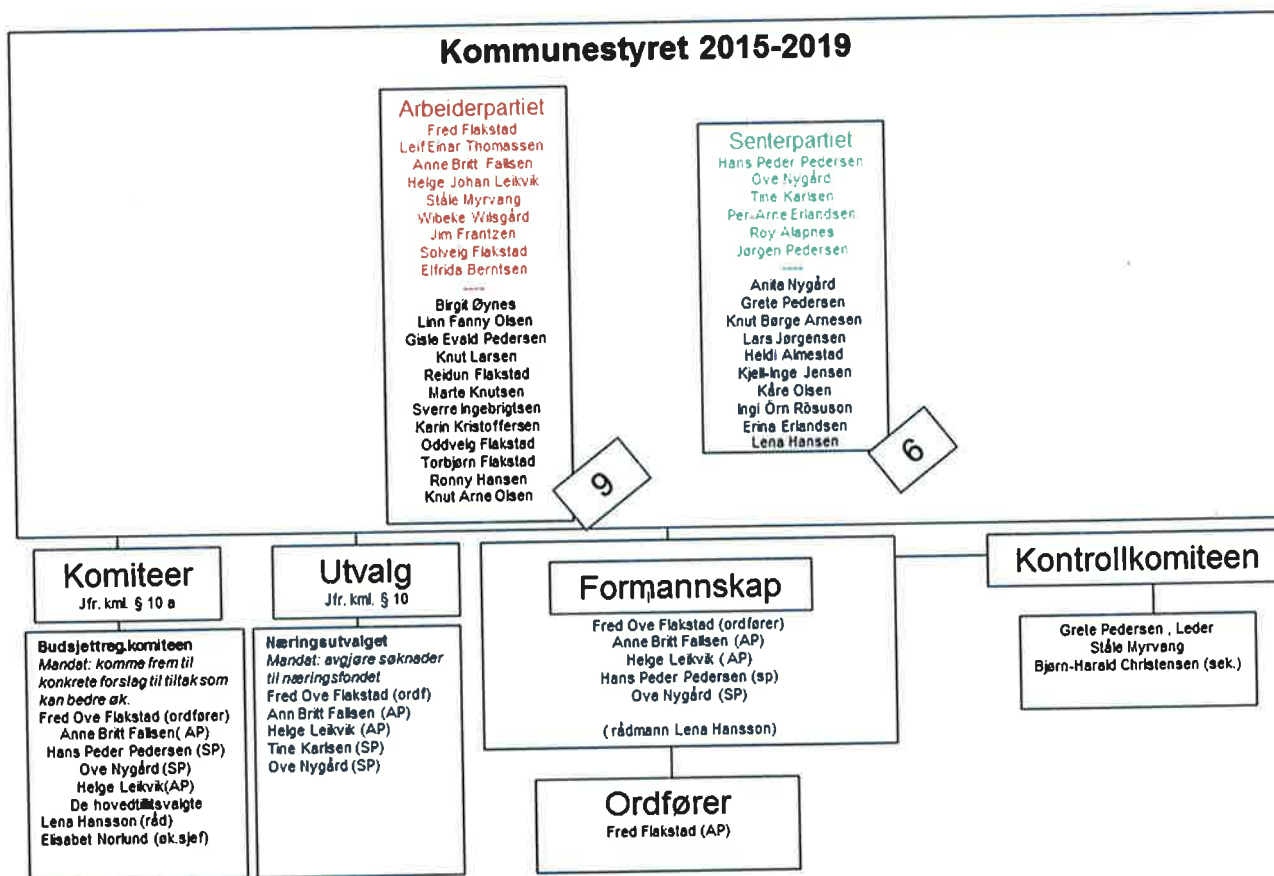 Kommunestyret 2015-2019
Arbeiderpartiet
Fred Flakstad
Leif Einar Thomassen
Anne Britt Fallsen
Helge Johan Leikvik
Ståle Myrvang
Wibeke Wilsgård
Jim Frantzen
Solveig Flakstad
Elfrida Berntsen
----
Birgit Øynes
Linn Fanny Olsen
Gisle Evald Pedersen
Knut Larsen
Reidun Flakstad
Marte Knutsen
Sverre Ingebrigtsen
Karin Kristoffersen
Oddveig Flakstad
Torbjørn Flakstad
Ronny Hansen
Knut Arne Olsen
9
Senterpartiet
Hans Peder Pedersen
Ove Nygård
Tine Karlsen
Per-Arne Erlandsen
Roy Alapnes
Jørgen Pedersen
----
Anita Nygård
Grete Pedersen
Knut Børge Arnesen
Lars Jørgensen
Heidi Almestad
Kjell-Inge Jensen
Kåre Olsen
Ingi Örn Rösuson
Erina Erlandsen
Lena Hansen
6
Komiteer
Jfr. kml. § 10 a
Budsjettreg.komiteen
Mandat: komme frem til
konkrete forslag til tiltak som
kan bedre øk.
Fred Ove Flakstad (ordfører)
Anne Britt Fallsen( AP)
Hans Peder Pedersen (SP)
Ove Nygård (SP)
Helge Leikvik(AP)
De hovedtillitsvalgte
Lena Hansson (råd)
Elisabet Norlund (øk.sjef)
Utvalg
Jfr. kml. § 10
Næringsutvalget
Mandat: avgjøre søknader
til næringsfondet
Fred Ove Flakstad (ordf)
Ann Britt Fallsen (AP)
Helge Leikvik (AP)
Tine Karlsen (SP)
Ove Nygård (SP)
Formannskap
Fred Ove Flakstad (ordfører)
Anne Britt Fallsen (AP)
Helge Leikvik (AP)
Hans Peder Pedersen (sp)
Ove Nygård (SP)
(rådmann Lena Hansson)
Ordfører
Fred Flakstad (AP)
Kontrollkomiteen
Grete Pedersen , Leder
Ståle Myrvang
Bjørn-Harald Christensen (sek.)